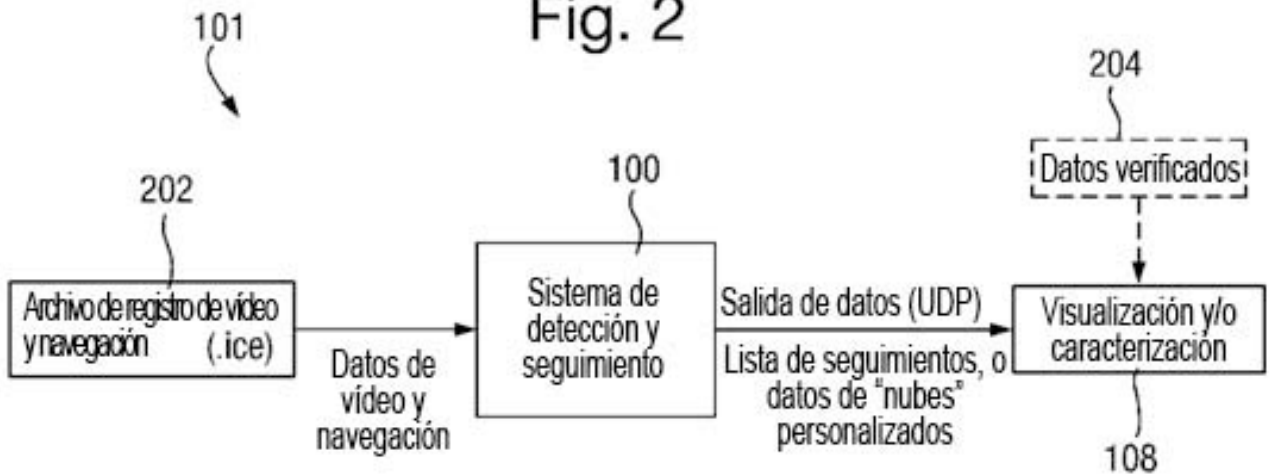 Fig. 2
101
204
Datos verificados
202
100
Archivo de registro de vídeo
y navegación (.ice)
Datos de
vídeo y
navegación
Sistema de
detección y
seguimiento
Salida de datos (UDP)
Lista de seguimientos, o
datos de "nubes"
personalizados
Visualización y/o
caracterización
108